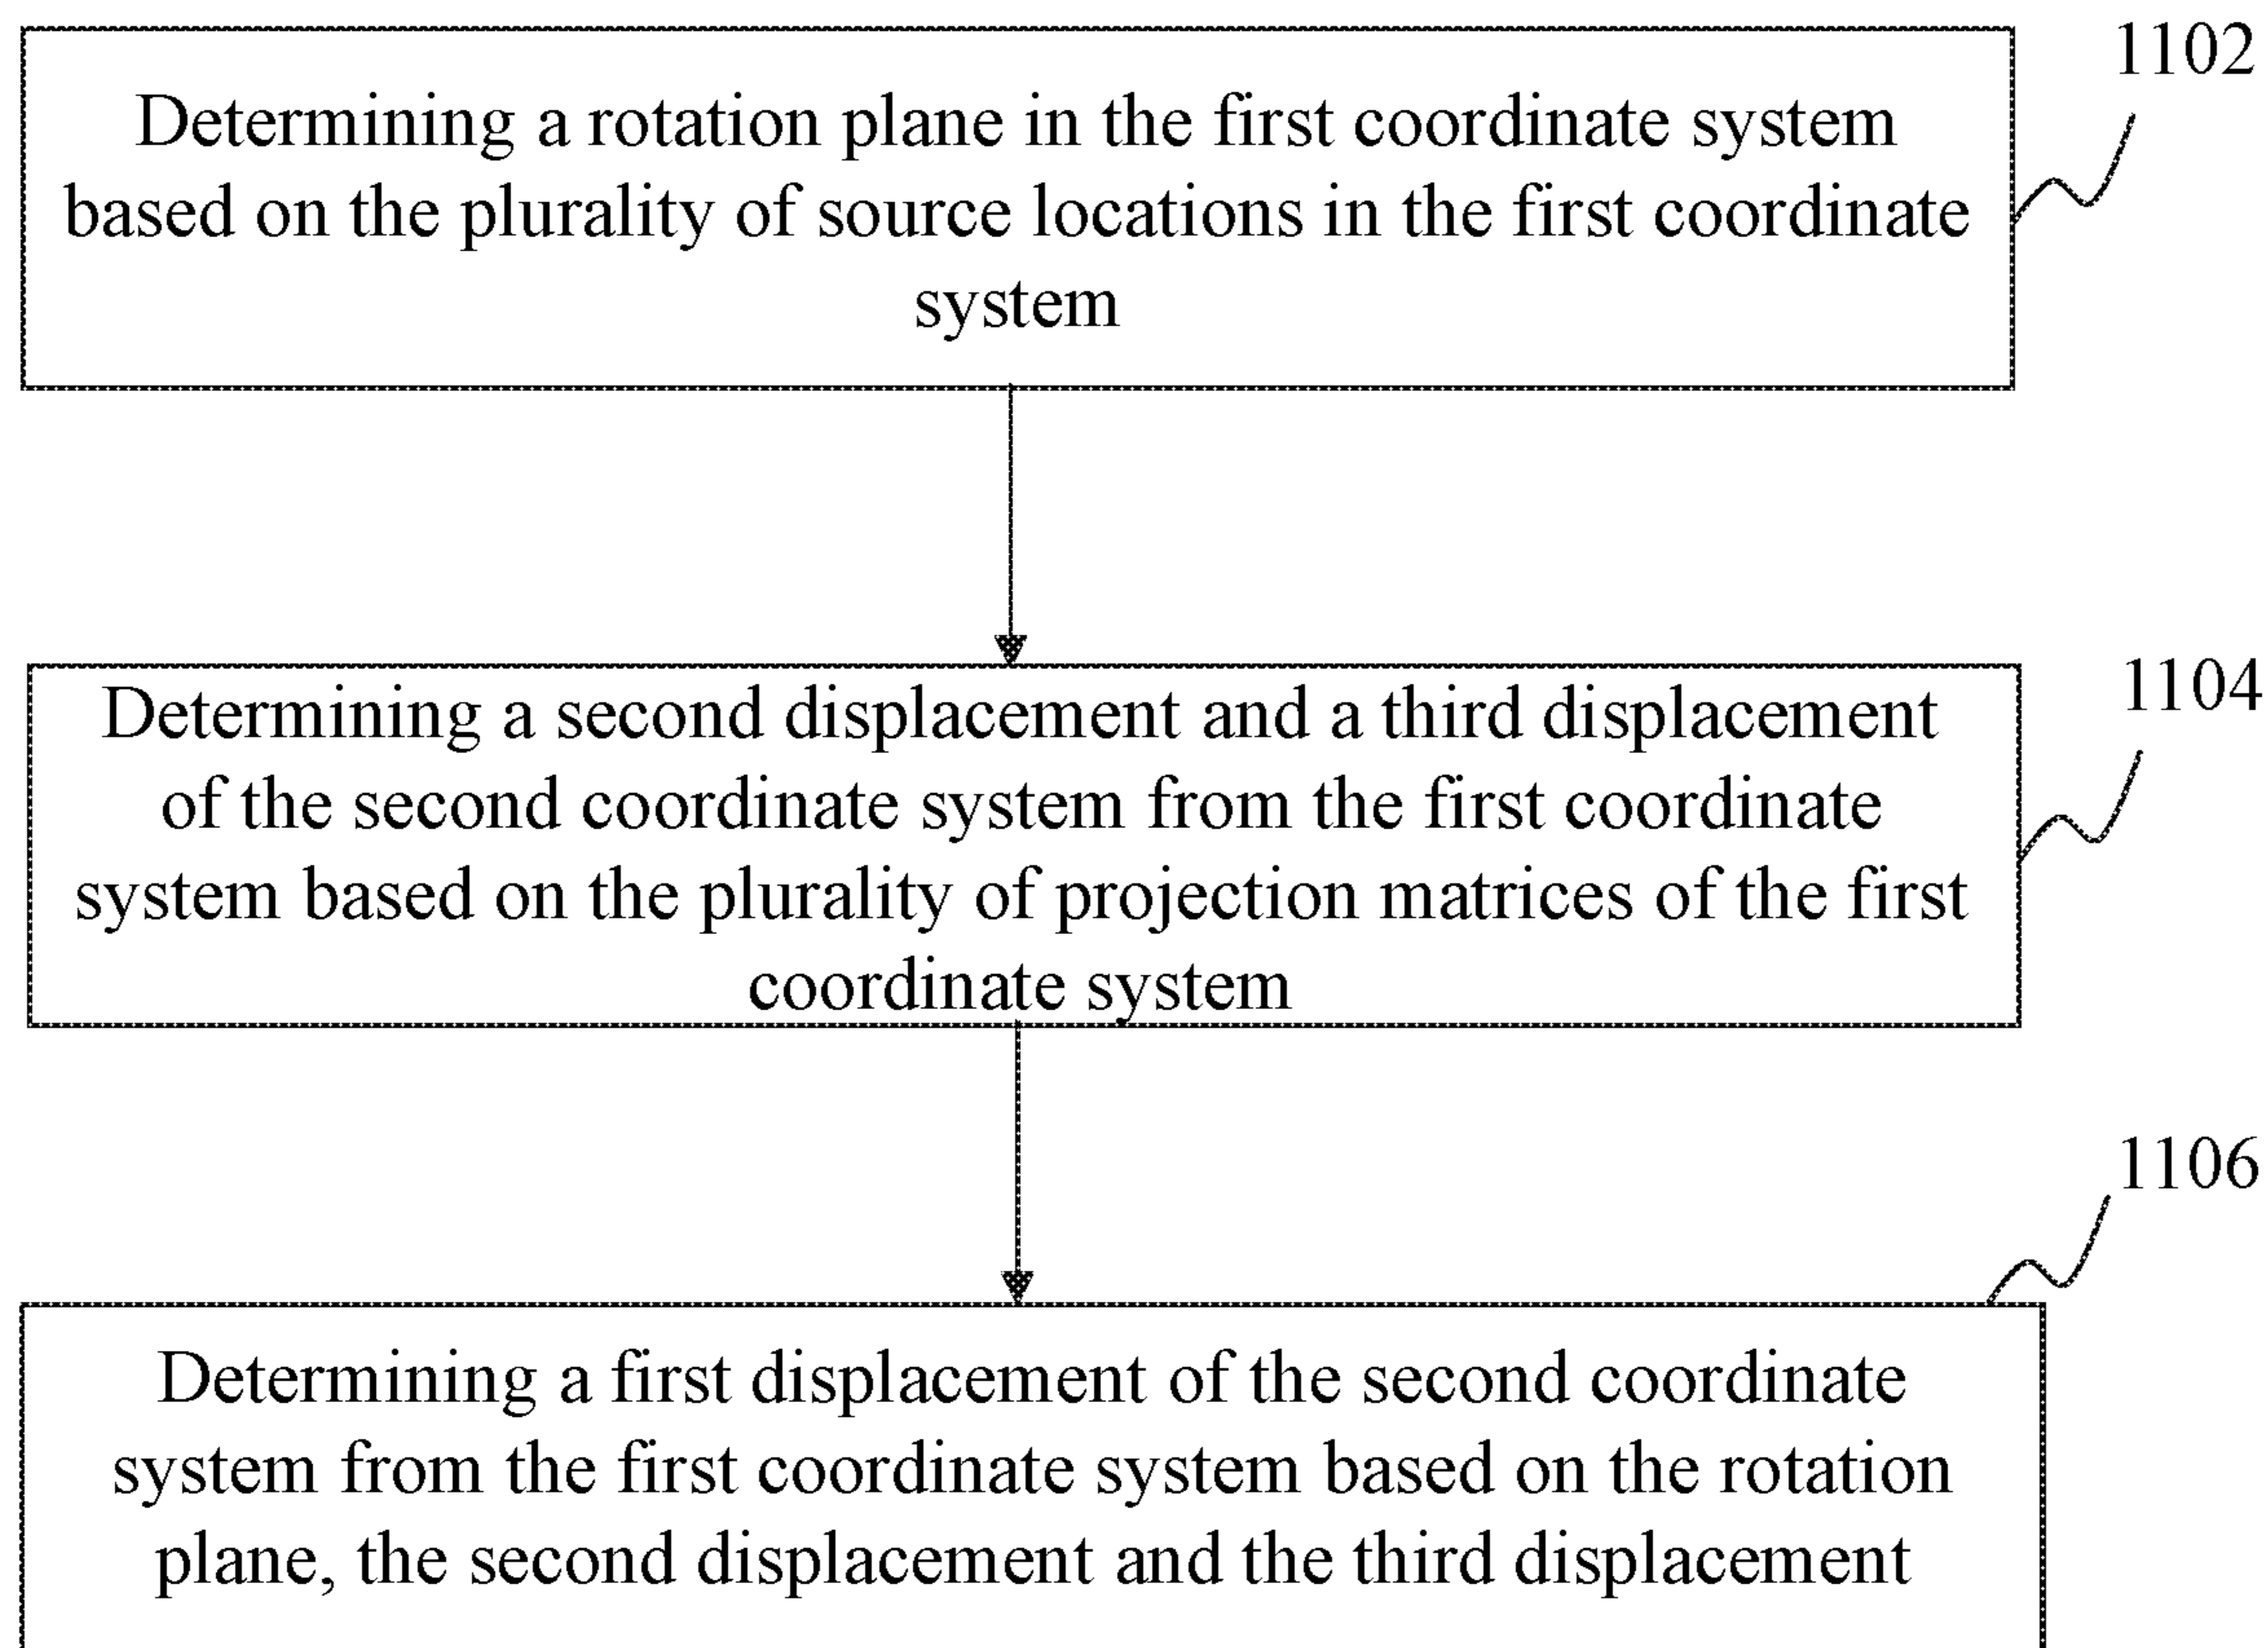 1102
Determining a rotation plane in the first coordinate system
based on the plurality of source locations in the first coordinate
system
1104
Determining a second displacement and a third displacement
of the second coordinate system from the first coordinate
system based on the plurality of projection matrices of the first
coordinate system
1106
Determining a first displacement of the second coordinate
system from the first coordinate system based on the rotation
plane, the second displacement and the third displacement